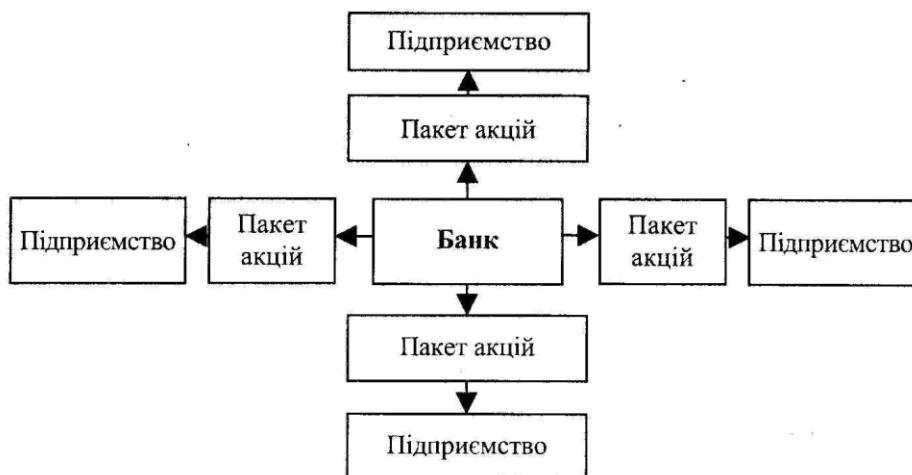 Підприємство
Пакет акцій
Підприємство
Пакет
акцій
Банк
Пакет
акцій
Підприємство
Пакет акцій
Підприємство